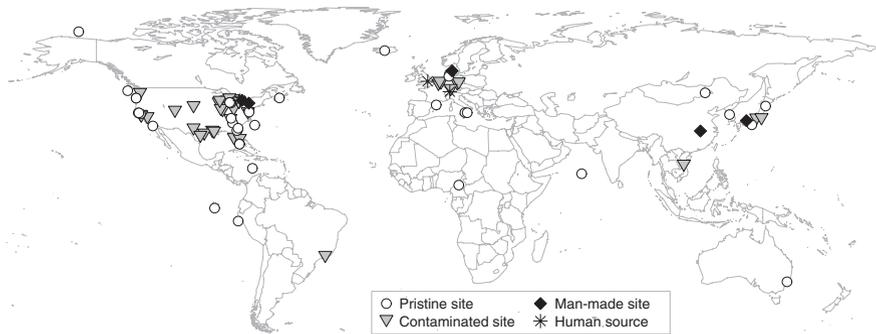 Pristine site
Man-made site
Contaminated site
Human source